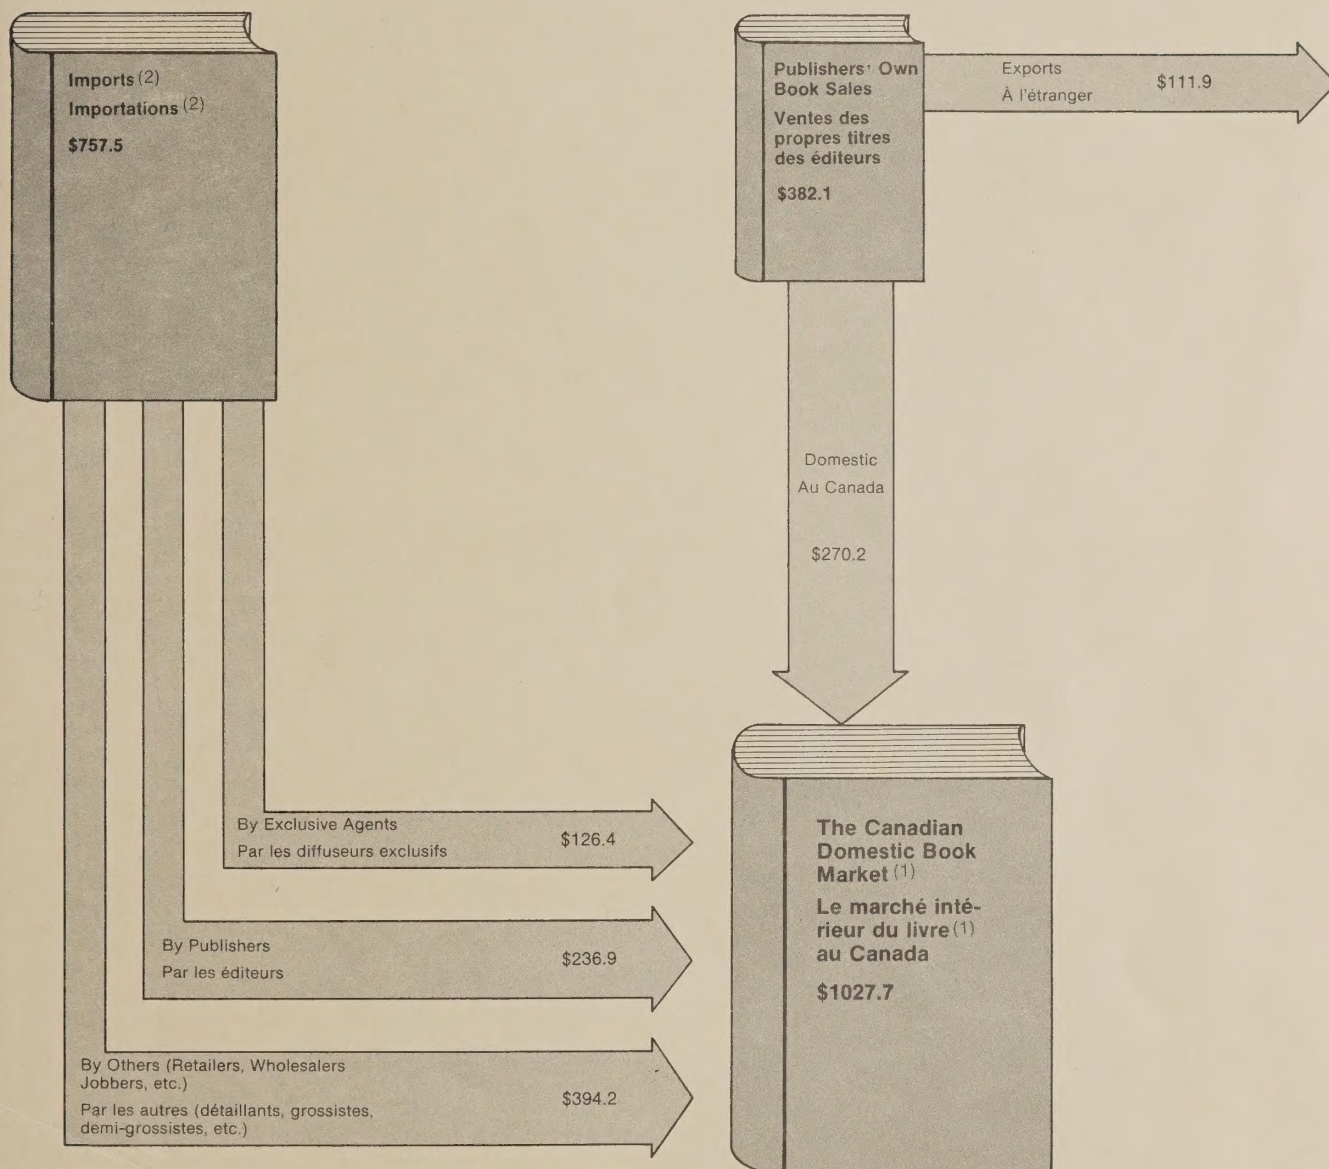 Imports (2)
Importations (2)
$757.5
Publishers' Own
Book Sales
Ventes des
propres titres
des éditeurs
$382.1
Exports
À l'étranger
$111.9
Domestic
Au Canada
$270.2
By Exclusive Agents
Par les diffuseurs exclusifs
$126.4
By Publishers
Par les éditeurs
$236.9
By Others (Retailers, Wholesalers
Jobbers, etc.)
Par les autres (détaillants, grossistes,
demi-grossistes, etc.)
$394.2
The Canadian
Domestic Book
Market (1)
Le marché inté-
rieur du livre (1)
au Canada
$1027.7